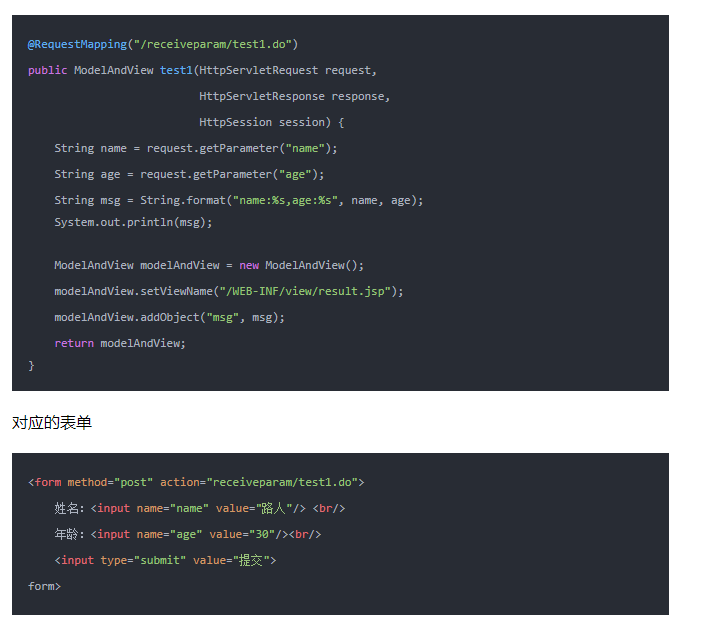 @RequestMapping("/receiveparam/test1.do")
public ModelAndView test1(HttpServletRequest request,
                          HttpServletResponse response,
                          HttpSession session) {
    String name = request.getParameter("name");
    String age = request.getParameter("age");
    String msg = String.format("name:%s,age:%s", name, age);
    System.out.println(msg);
    ModelAndView modelAndView = new ModelAndView();
    modelAndView.setViewName("/WEB-INF/view/result.jsp");
    modelAndView.addObject("msg", msg);
    return modelAndView;
}
对应的表单
<form method="post" action="receiveparam/test1.do">
    姓名：<input name="name" value="路人"/> <br/>
    年龄：<input name="age" value="30"/><br/>
    <input type="submit" value="提交">
form>